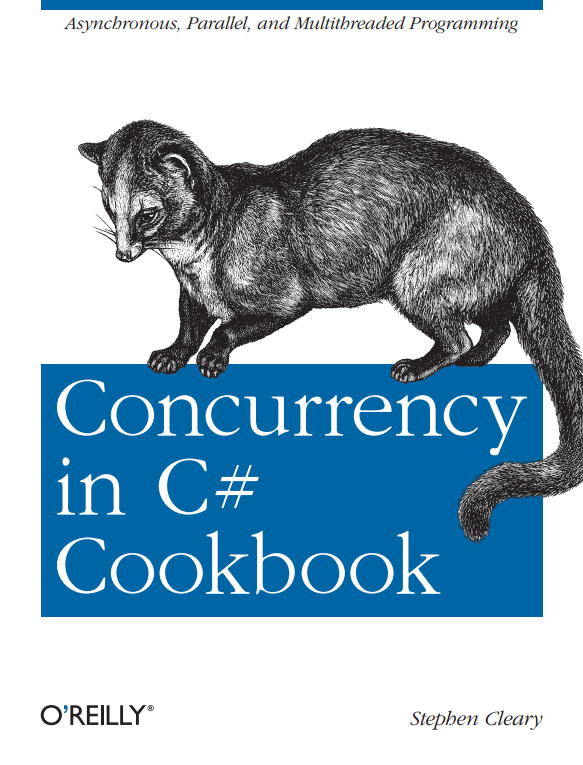 Asynchronous, Parallel, and Multithreaded Programming
Concurrency
in C#
Cookbook
O'REILLY®
Stephen Cleary